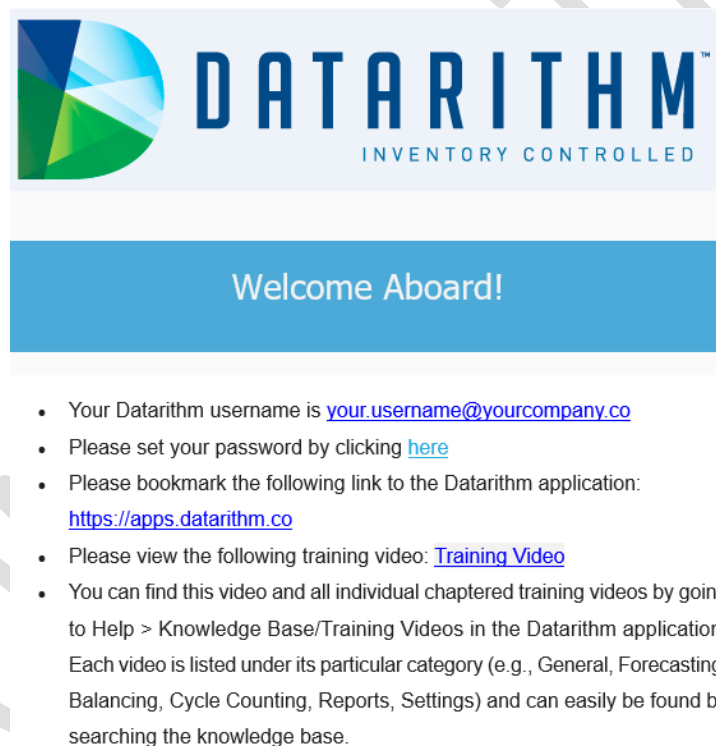 DATARITHM™
INVENTORY CONTROLLED
Welcome Aboard!
• Your Datarithm username is your.username@yourcompany.co
• Please set your password by clicking here
• Please bookmark the following link to the Datarithm application:
https://apps.datarithm.co
• Please view the following training video: Training Video
• You can find this video and all individual chaptered training videos by goin
to Help > Knowledge Base/Training Videos in the Datarithm application
Each video is listed under its particular category (e.g., General, Forecasting
Balancing, Cycle Counting, Reports, Settings) and can easily be found b
searching the knowledge base.